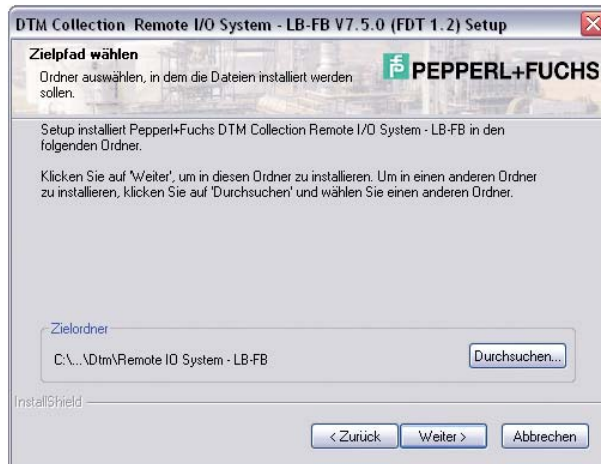 DTM Collection Remote I/O System - LB-FB V7.5.0 (FDT 1.2) Setup
Zielpfad wählen
Ordner auswählen, in dem die Dateien installiert werden
sollen.
PEPPERL+FUCHS
Setup installiert Pepperl+Fuchs DTM Collection Remote I/O System - LB-FB in den
folgenden Ordner.
Klicken Sie auf 'Weiter', um in diesen Ordner zu installieren. Um in einen anderen Ordner
zu installieren, klicken Sie auf 'Durchsuchen' und wählen Sie einen anderen Ordner.
Zielordner
C:\...\Dtm\Remote IO System - LB-FB
Durchsuchen...
InstallShield
< Zurück
Weiter >
Abbrechen